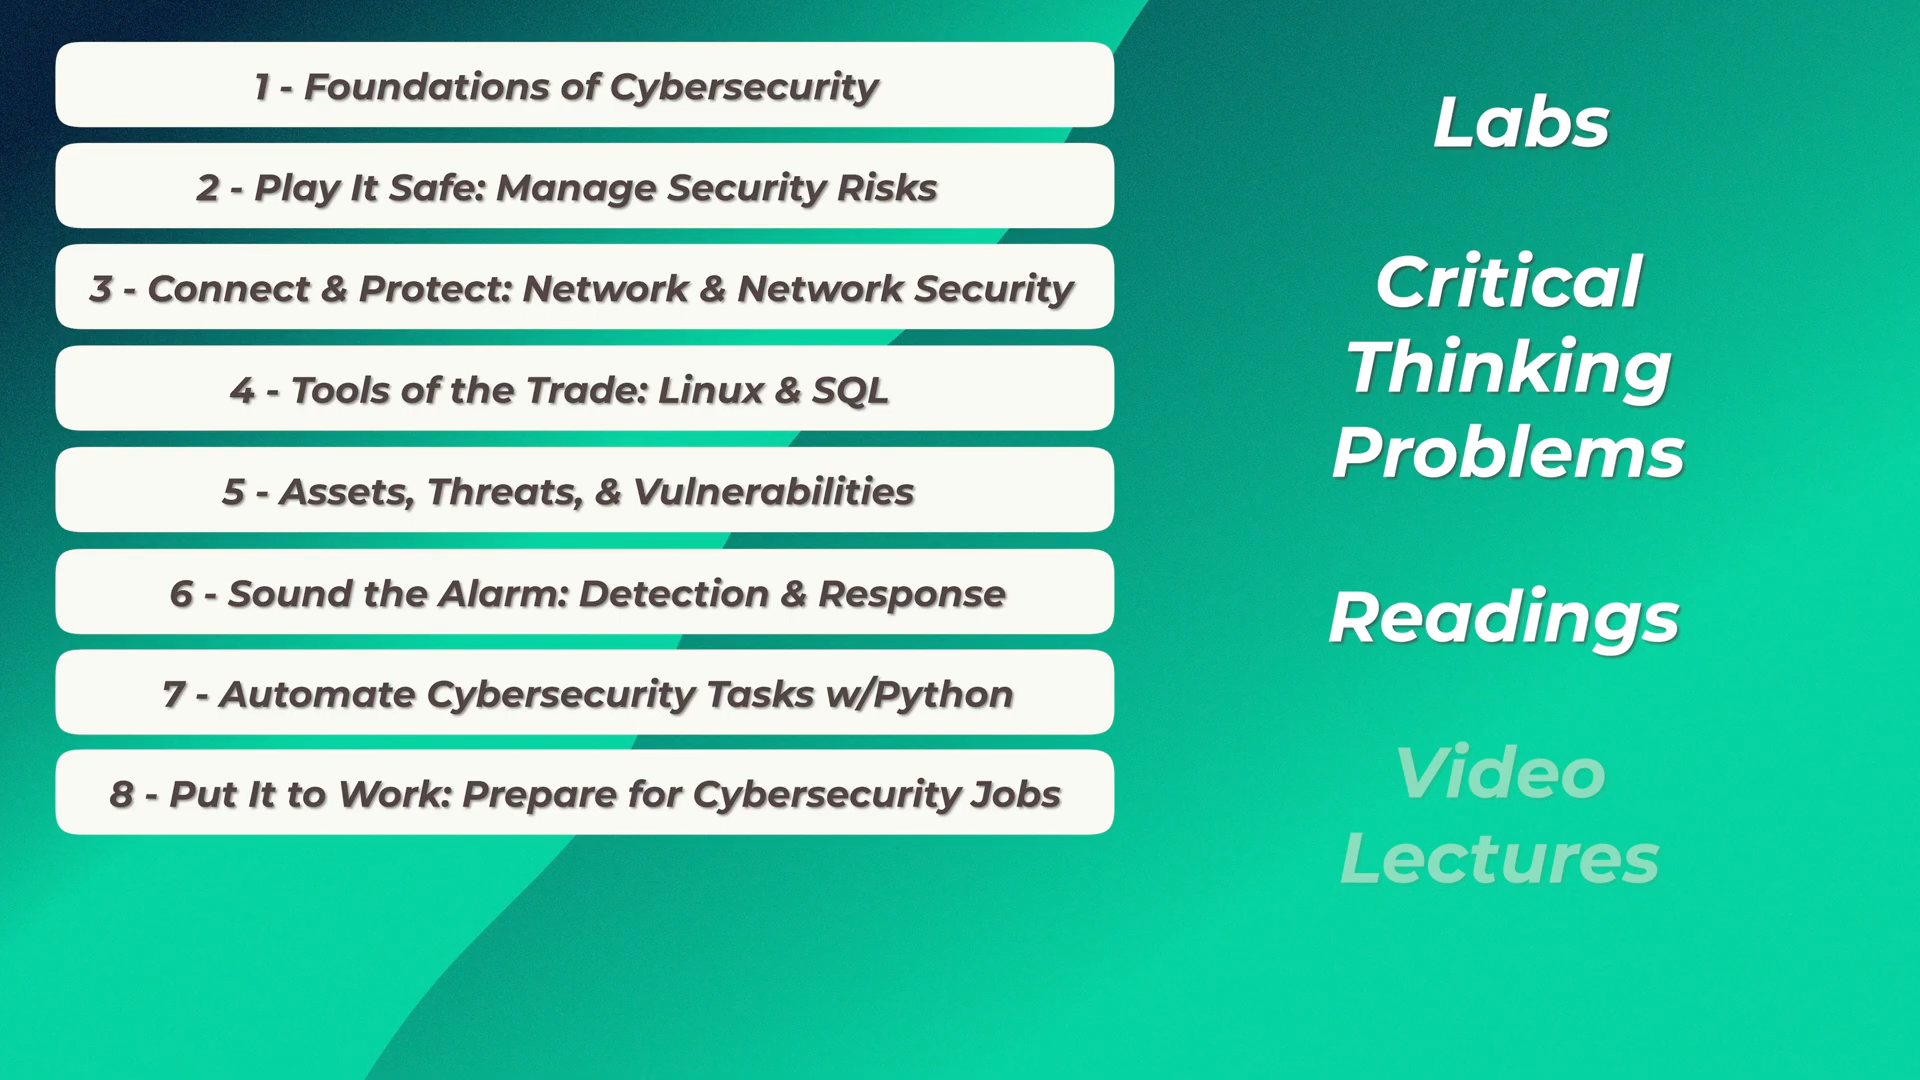 1 - Foundations of Cybersecurity
2 - Play It Safe: Manage Security Risks
3 - Connect & Protect: Network & Network Security
4 - Tools of the Trade: Linux & SQL
5 - Assets, Threats, & Vulnerabilities
6 - Sound the Alarm: Detection & Response
7 - Automate Cybersecurity Tasks w/Python
8 - Put It to Work: Prepare for Cybersecurity Jobs
Labs
Critical
Thinking
Problems
Readings
Video
Lectures